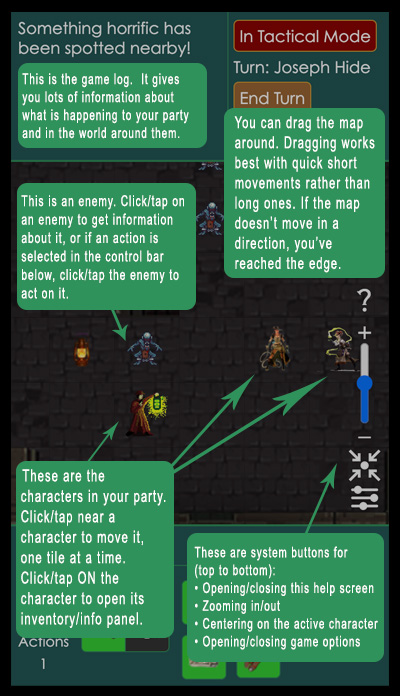 Something horrific has
been spotted nearby!
In Tactical Mode
Turn: Joseph Hide
End Turn
This is the game log. It gives
you lots of information about
what is happening to your party
and in the world around them.
You can drag the map
around. Dragging works
best with quick short
movements rather than
long ones. If the map
doesn't move in a
direction, you've
reached the edge.
This is an enemy. Click/tap on
an enemy to get information
about it, or if an action is
selected in the control bar
below, click/tap the enemy to
act on it.
?
+
−
These are the
characters in your party.
Click/tap near a
character to move it,
one tile at a time.
Click/tap ON the
character to open its
inventory/info panel.
These are system buttons for
(top to bottom):
• Opening/closing this help screen
• Zooming in/out
• Centering on the active character
• Opening/closing game options
Actions
1